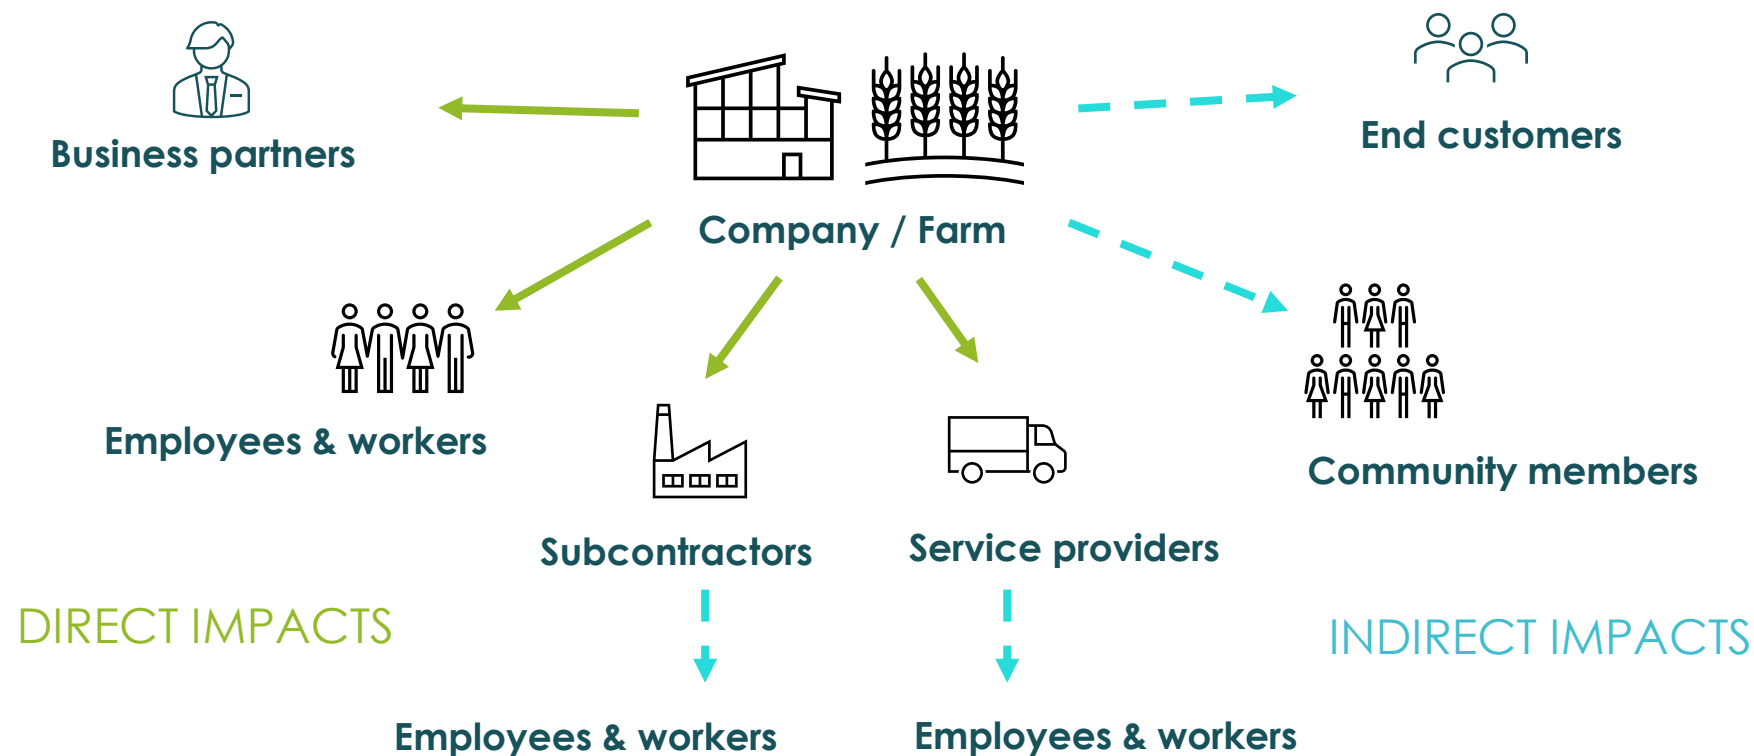 Business partners
End customers
Company / Farm
Employees & workers
Community members
Subcontractors
Service providers
DIRECT IMPACTS
INDIRECT IMPACTS
Employees & workers
Employees & workers